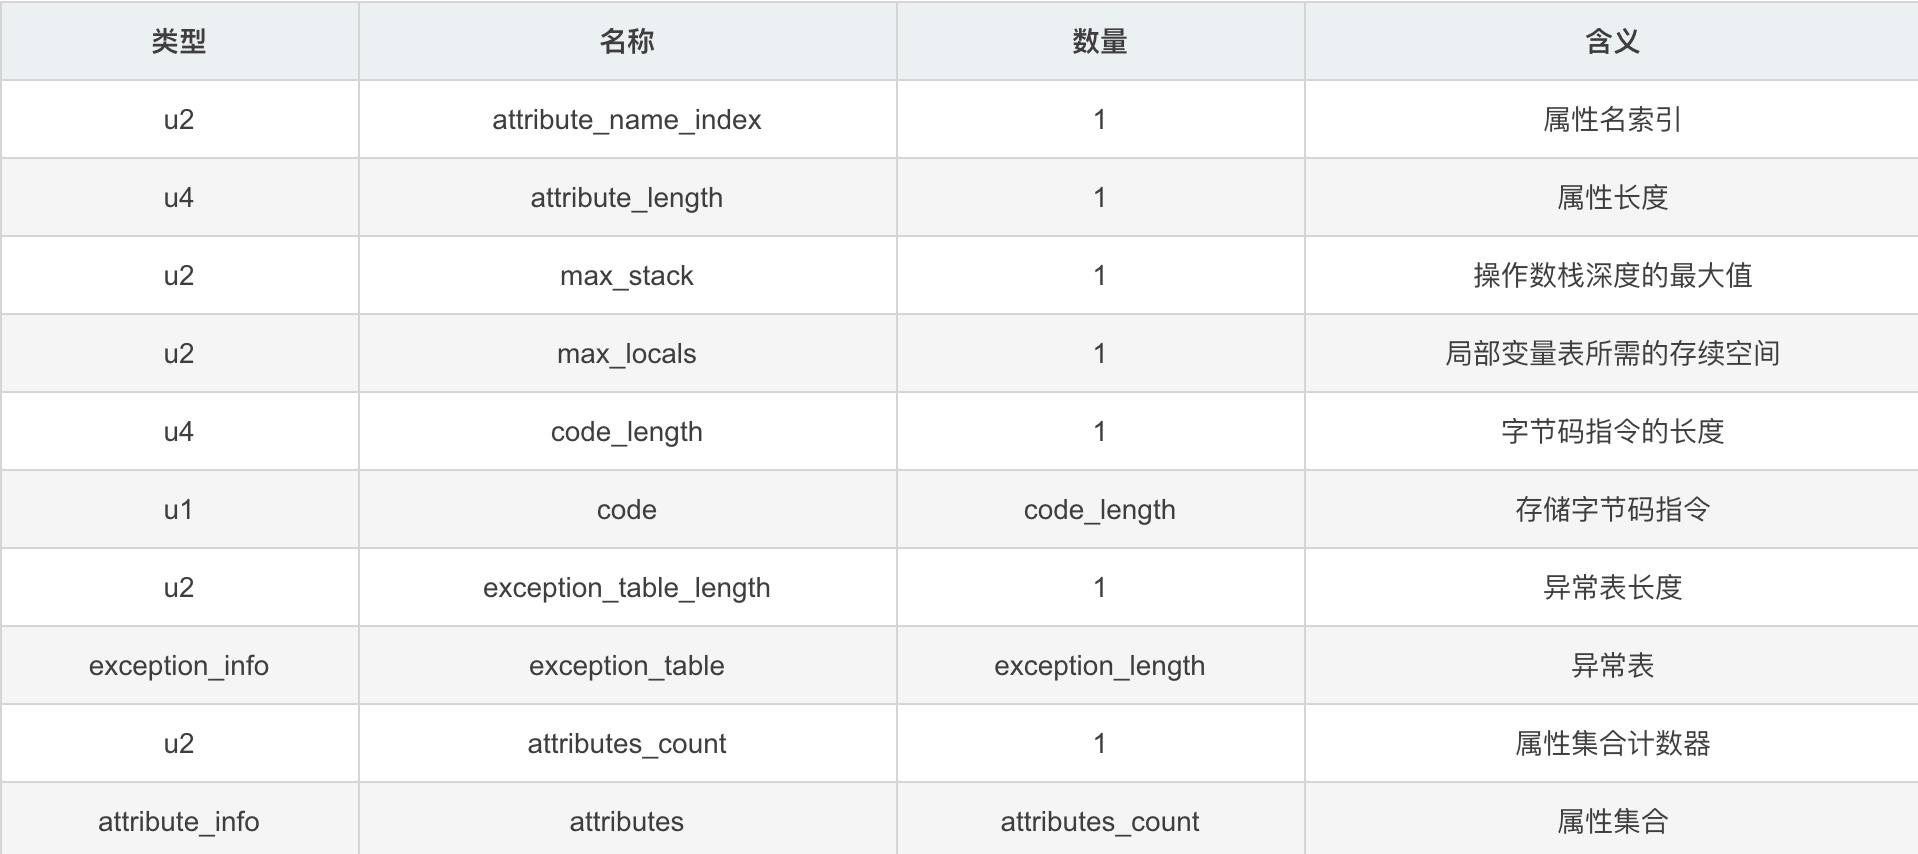 类型 名称 数量 含义
u2 attribute_name_index 1 属性名索引
u4 attribute_length 1 属性长度
u2 max_stack 1 操作数栈深度的最大值
u2 max_locals 1 局部变量表所需的存续空间
u4 code_length 1 字节码指令的长度
u1 code code_length 存储字节码指令
u2 exception_table_length 1 异常表长度
exception_info exception_table exception_length 异常表
u2 attributes_count 1 属性集合计数器
attribute_info attributes attributes_count 属性集合